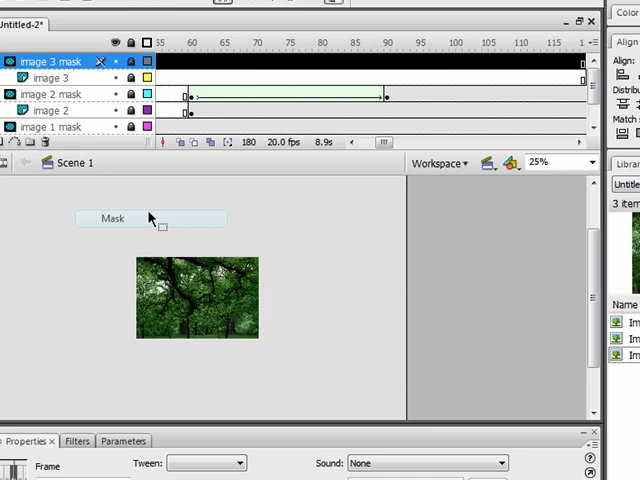 Untitled-2*
55 60 65 70 75 80 85 90 95 100 105 110 115
image 3 mask
image 3
image 2 mask
image 2
image 1 mask
180 20.0 fps 8.9s
Scene 1
Workspace
25%
Mask
Properties Filters Parameters
Frame
Tween:
Sound:
None
Color
Align
Align:
Distribu
Match s
Librar
Untitle
3 item
Name
Im
Im
Im